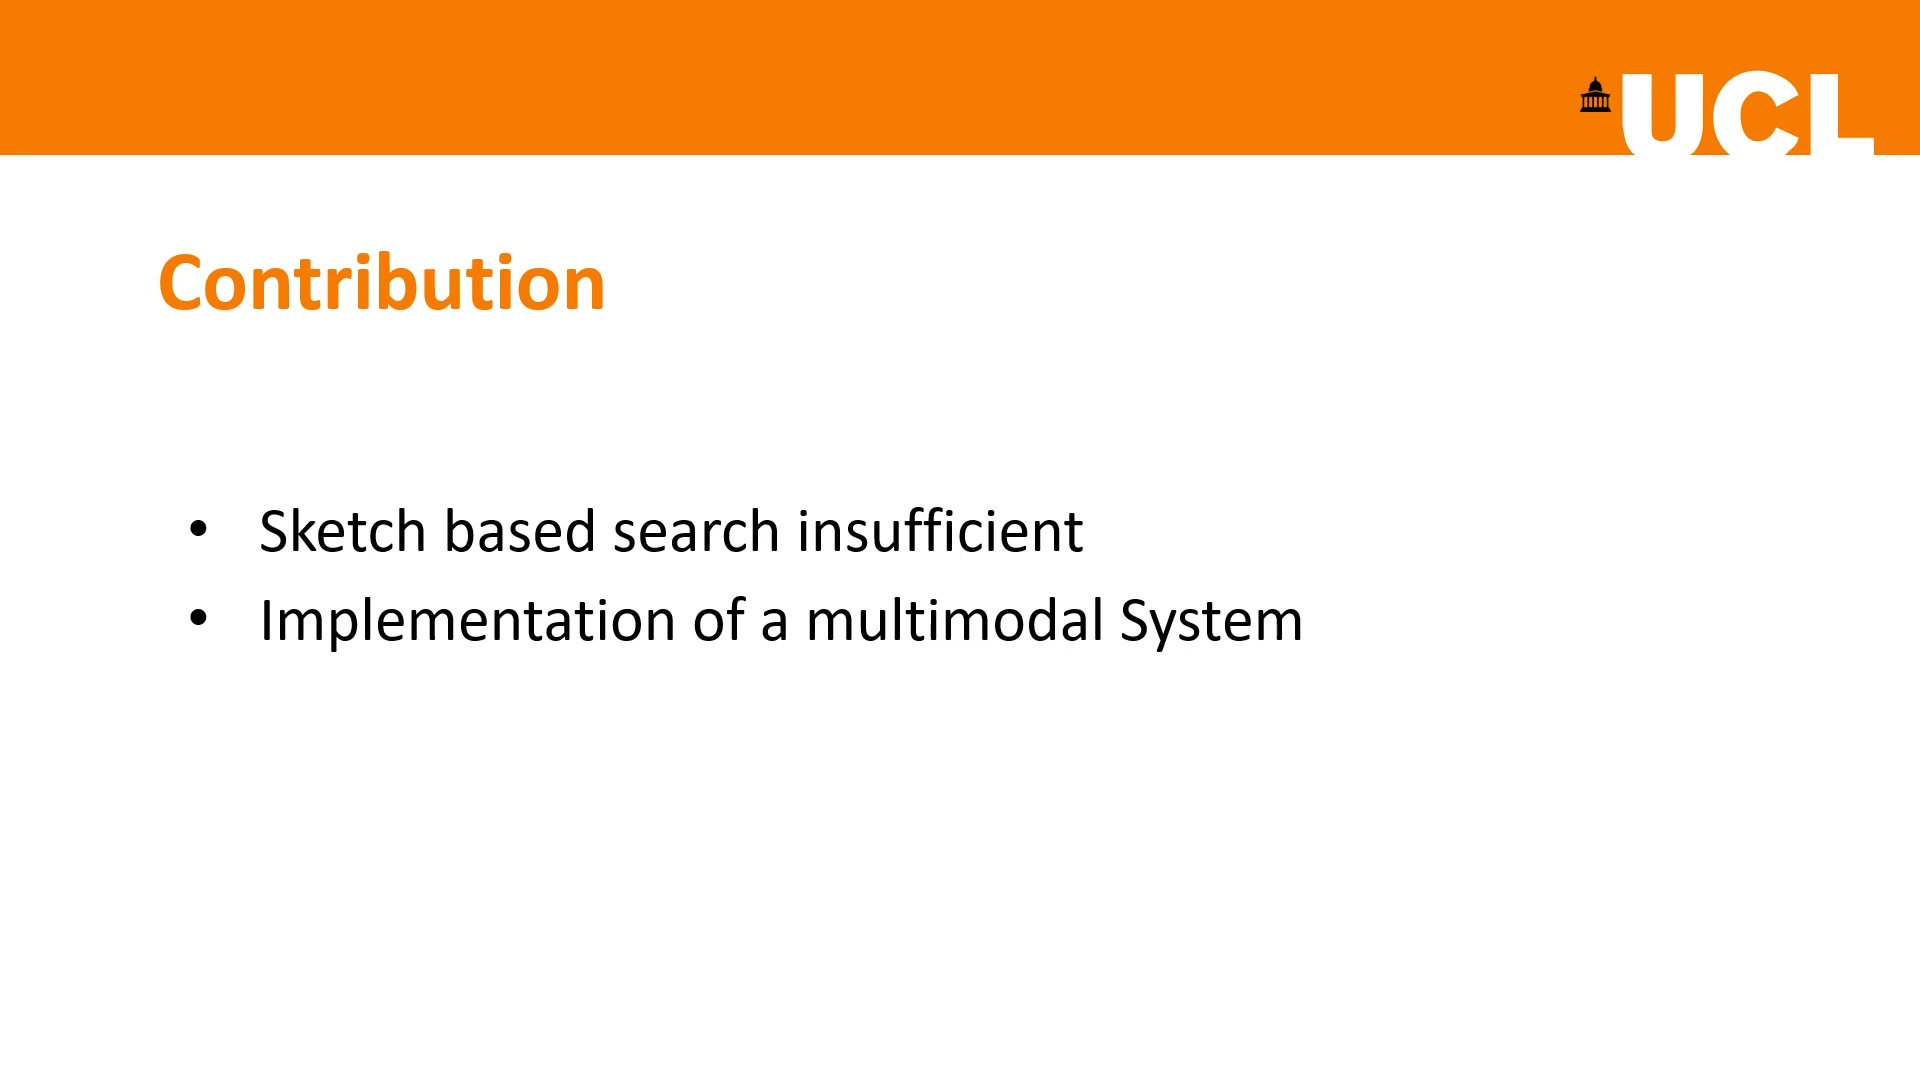 UCL
Contribution
• Sketch based search insufficient
• Implementation of a multimodal System